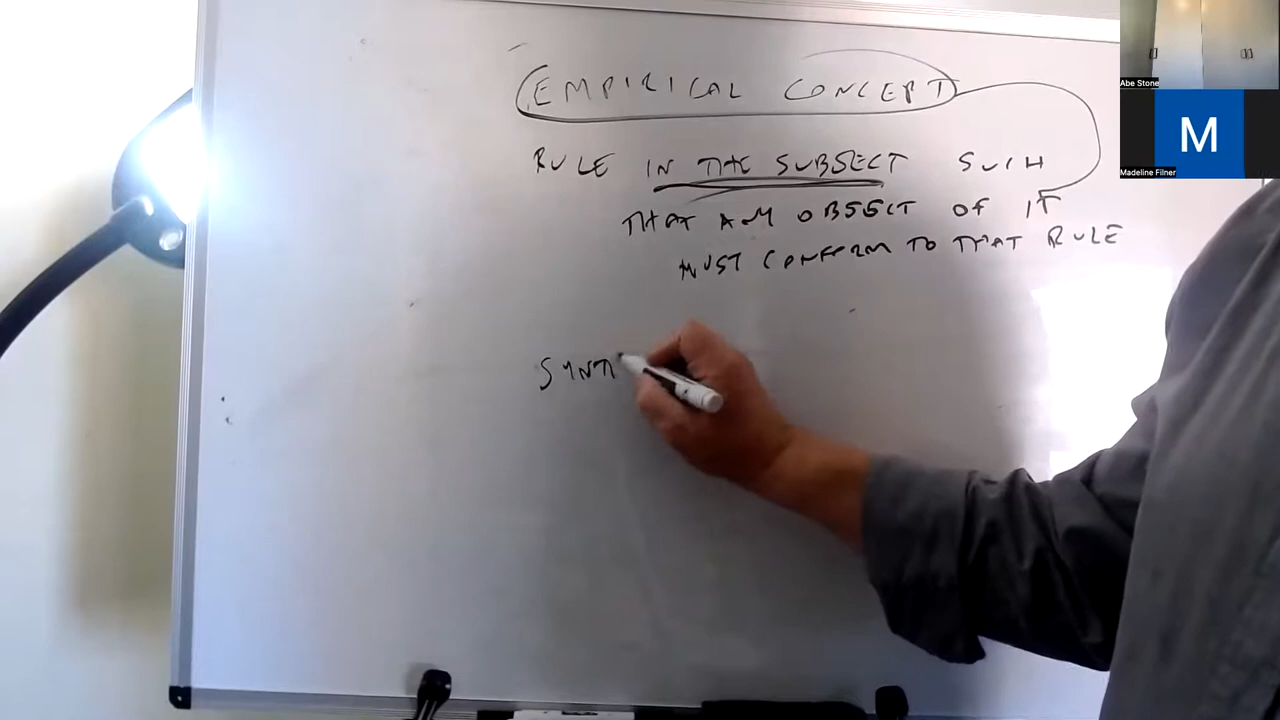 EMPIRICAL CONCEPT
RULE IN THE SUBJECT SUCH
THAT ANY OBJECT OF IT
MUST CONFORM TO THAT RULE
SYNT
Abe Stone
M
Madeline Filner